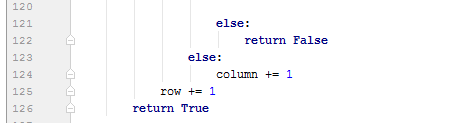 120
121 else:
122 return False
123 else:
124 column += 1
125 row += 1
126 return True